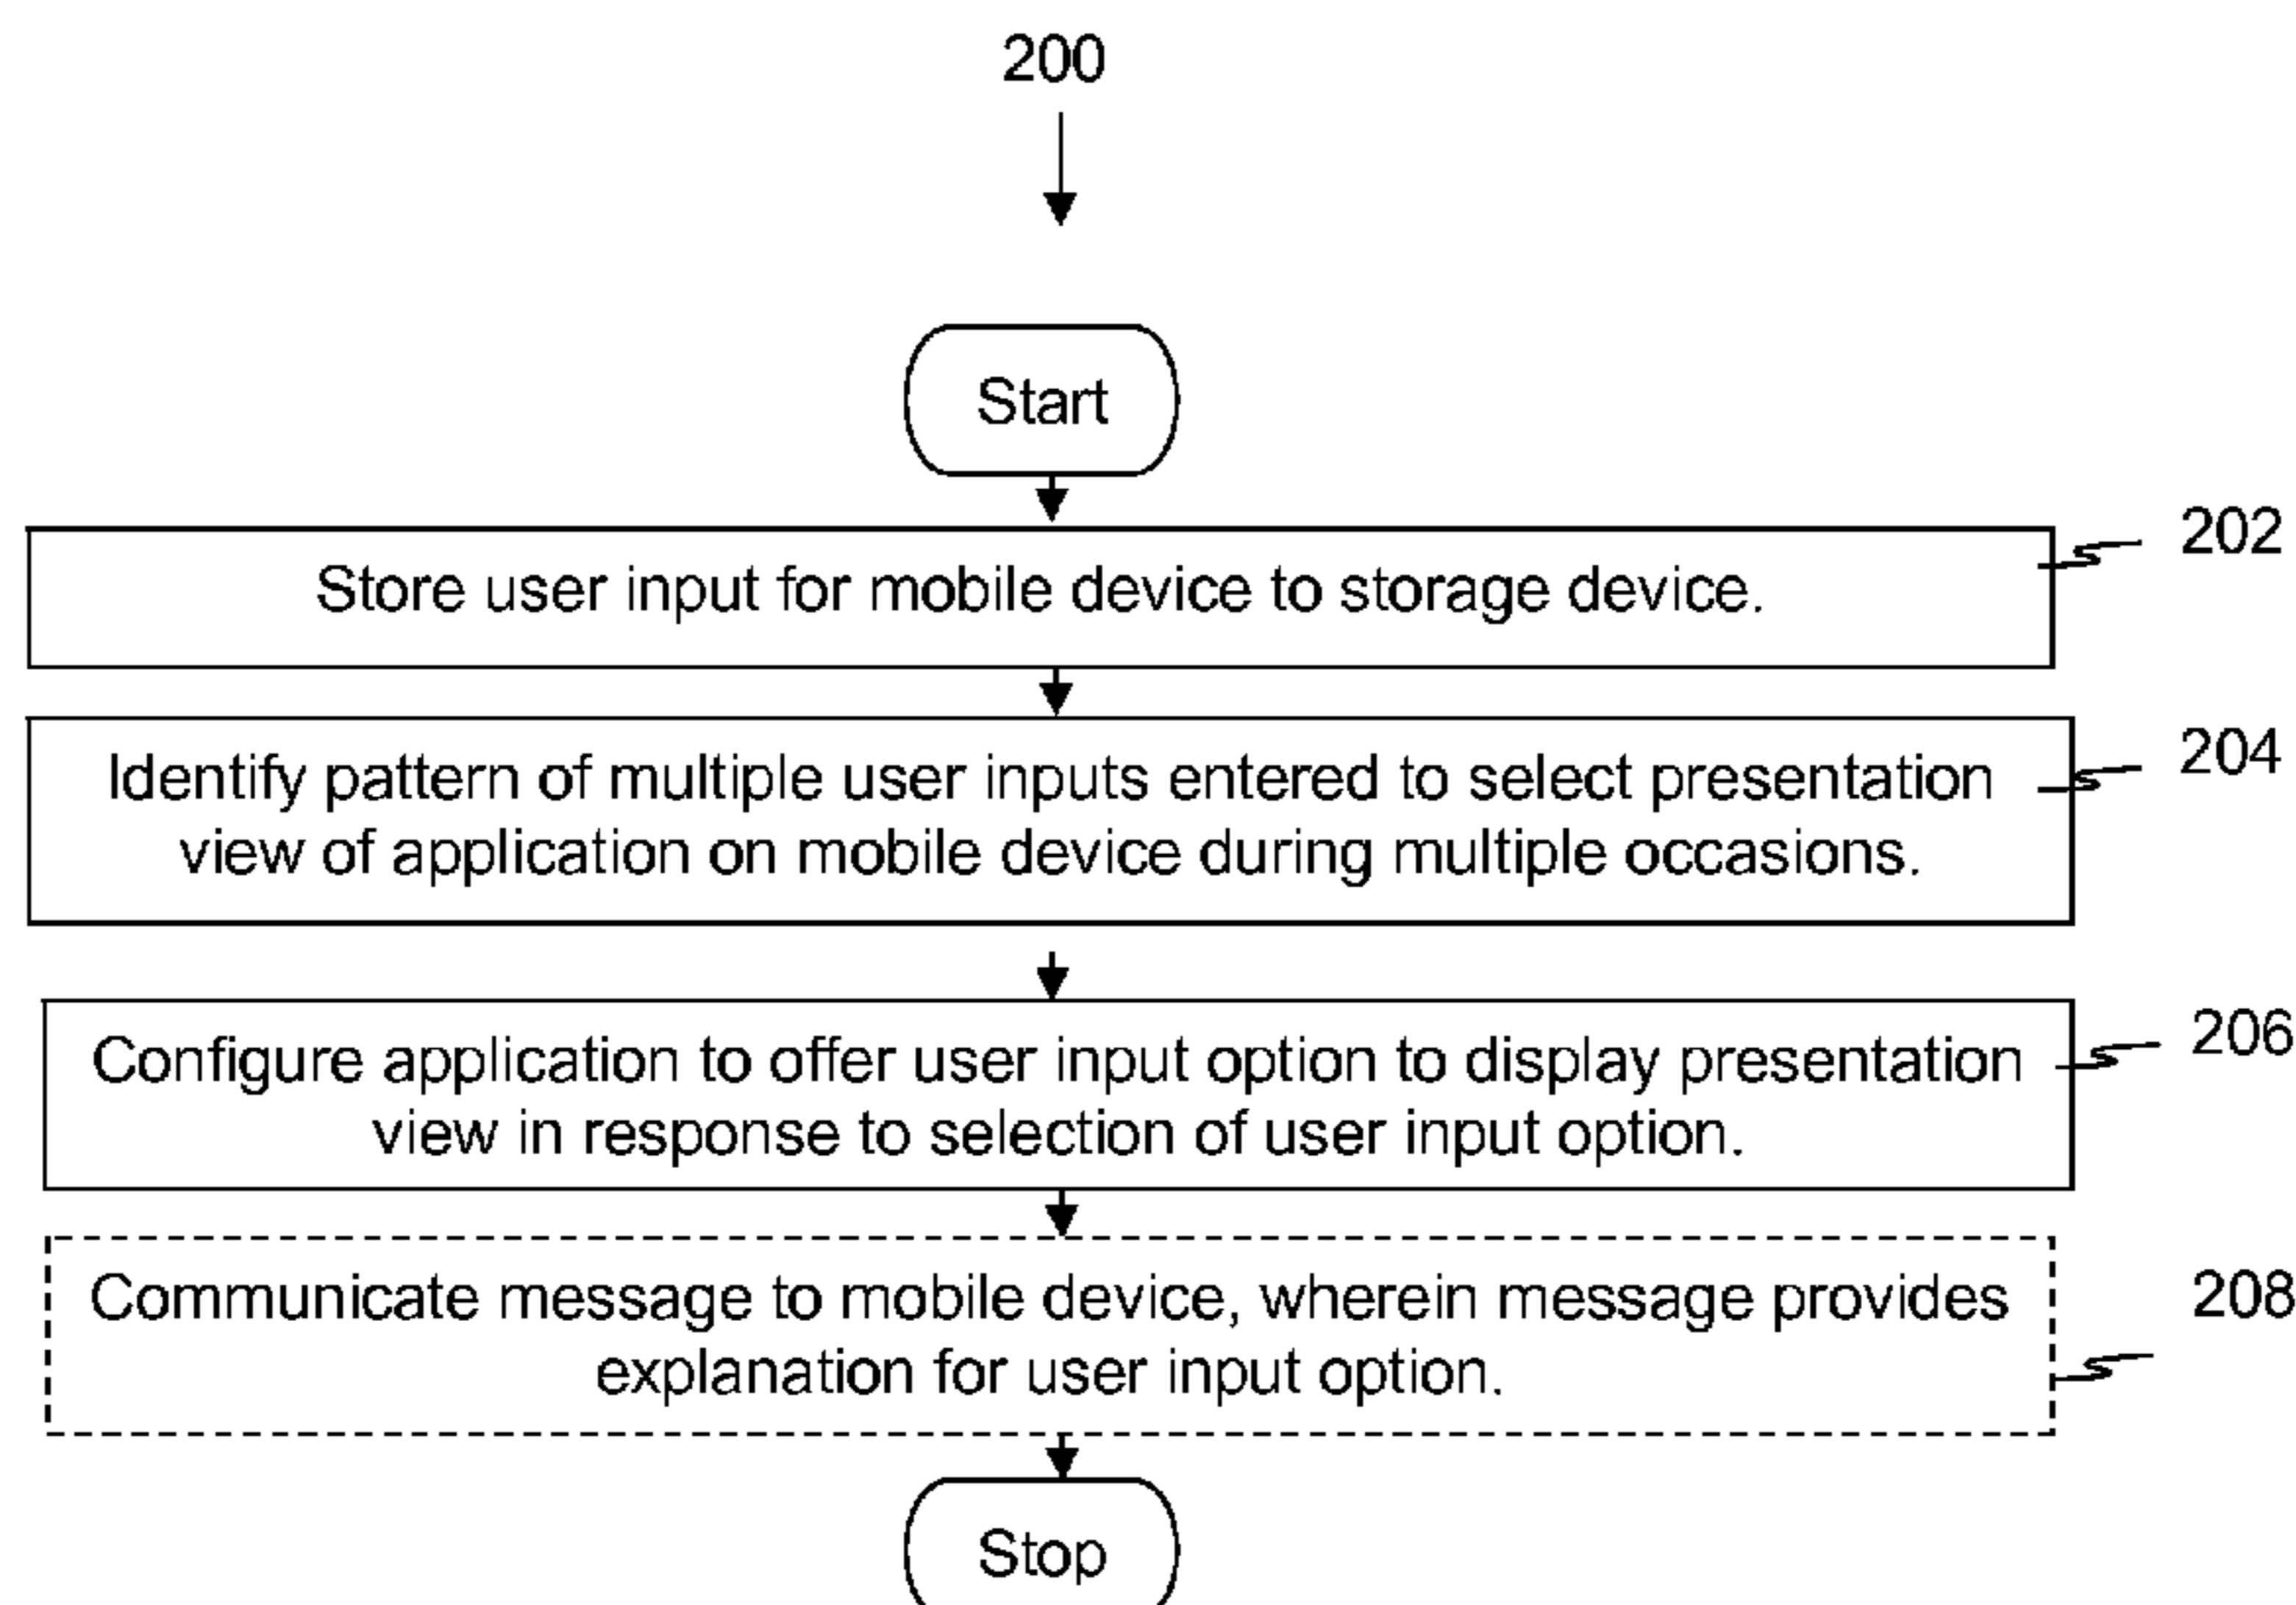 200
Start
Store user input for mobile device to storage device.
202
Identify pattern of multiple user inputs entered to select presentation
view of application on mobile device during multiple occasions.
204
Configure application to offer user input option to display presentation
view in response to selection of user input option.
206
Communicate message to mobile device, wherein message provides
explanation for user input option.
208
Stop